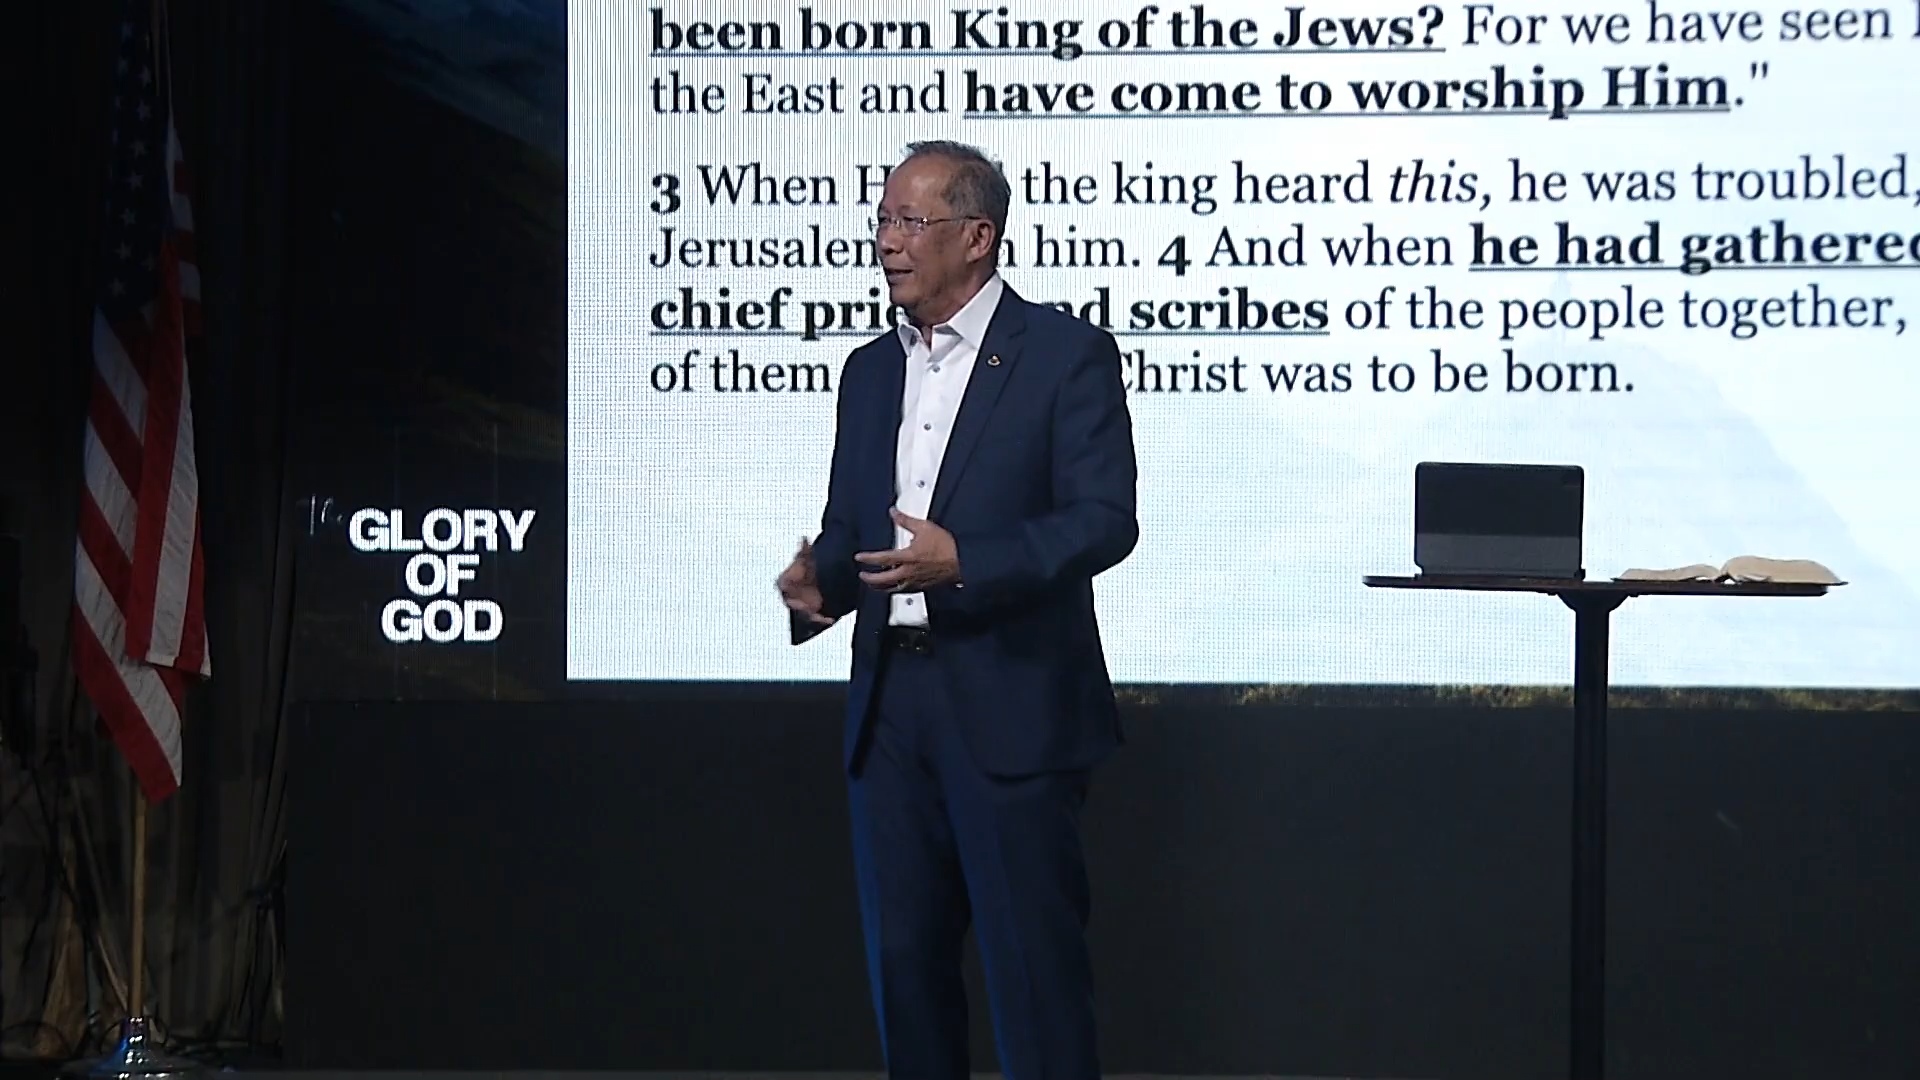 been born King of the Jews? For we have seen
the East and have come to worship Him."
3 When the king heard this, he was troubled,
him. 4 And when he had gathered
chief scribes of the people together,
of them Christ was to be born.
The
GLORY
OF
GOD